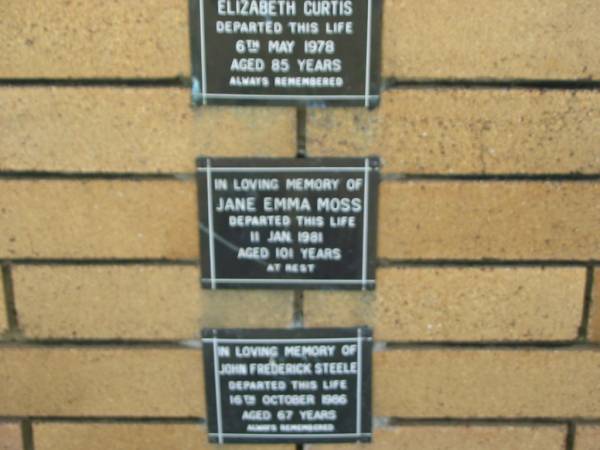 ELIZABETH CURTIS
DEPARTED THIS LIFE
6TH MAY 1978
AGED 85 YEARS
ALWAYS REMEMBERED
IN LOVING MEMORY OF
JANE EMMA MOSS
DEPARTED THIS LIFE
11 JAN. 1981
AGED 101 YEARS
AT REST
IN LOVING MEMORY OF
JOHN FREDERICK STEELE
DEPARTED THIS LIFE
16TH OCTOBER 1986
AGED 67 YEARS
ALWAYS REMEMBERED